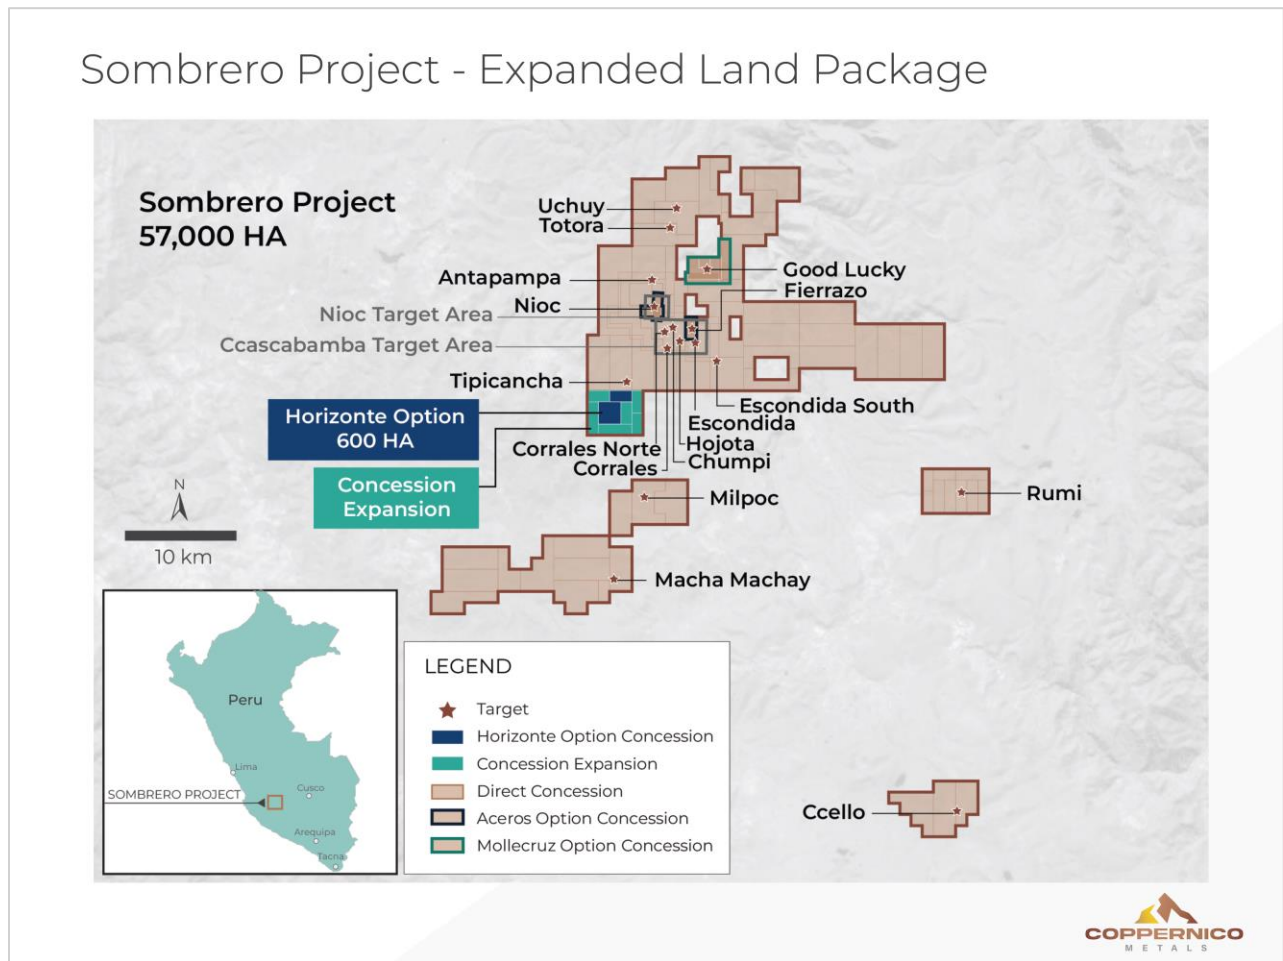 Sombrero Project - Expanded Land Package
Sombrero Project
57,000 HA
Uchuy
Totora
Antapampa
Nioc
Nioc Target Area
Ccascabamba Target Area
Tipicancha
Good Lucky
Fierrazo
Horizonte Option
600 HA
Concession
Expansion
Escondida South
Escondida
Hojota
Chumpi
Corrales Norte
Corrales
Milpoc
Rumi
Macha Machay
Ccello
N
10 km
Peru
Lima
Cusco
SOMBRERO PROJECT
Arequipa
Tacna
LEGEND
Target
Horizonte Option Concession
Concession Expansion
Direct Concession
Aceros Option Concession
Mollecruz Option Concession
COPPERNICO
METALS